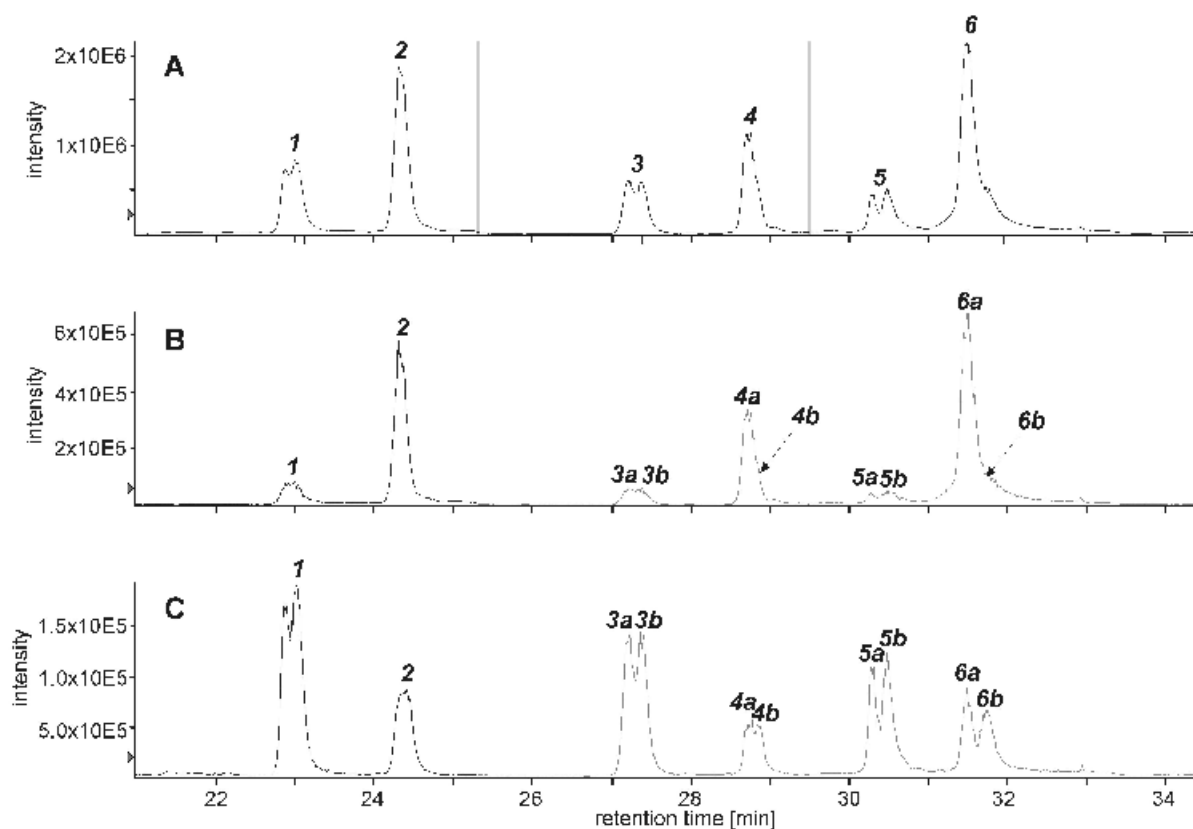 A
2x10E6
1x10E6
intensity
1
2
3
4
5
6
B
6x10E5
4x10E5
2x10E5
intensity
1
2
3a 3b
4a
4b
5a 5b
6a
6b
C
1.5x10E5
1.0x10E5
5.0x10E5
intensity
1
2
3a 3b
4a 4b
5a 5b
6a 6b
22 24 26 28 30 32 34
retention time [min]